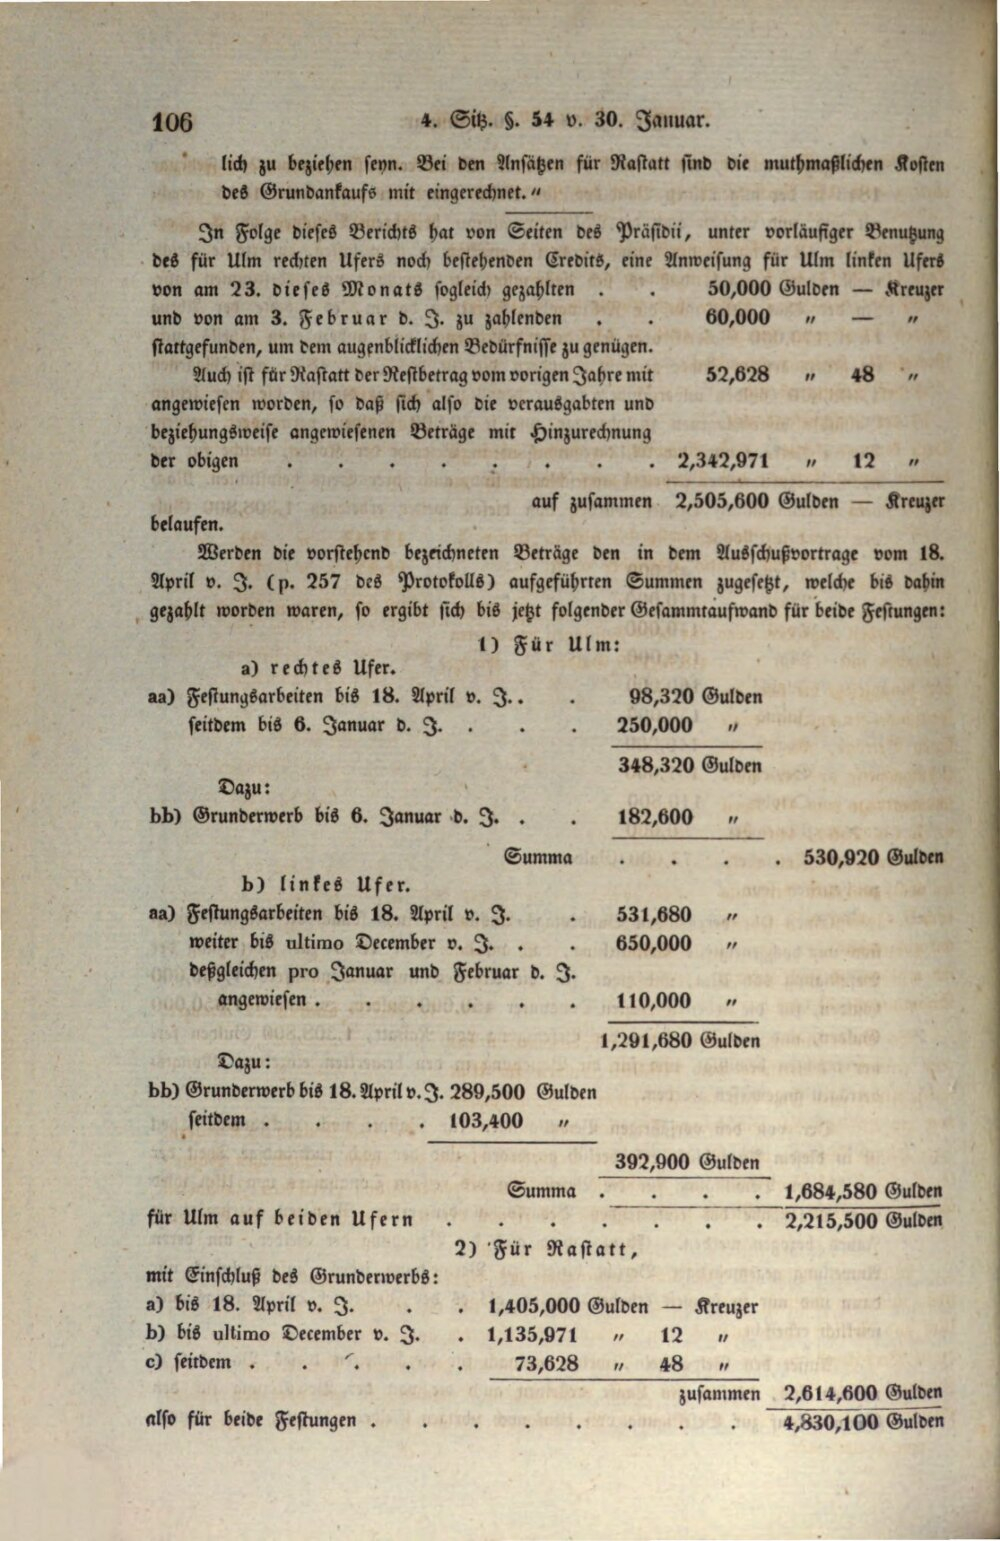 106 4. Sitz. §. 54 v. 30. Januar.
lich zu beziehen seyn. Bei den Ansätzen für Rastatt sind die muthmaßlichen Kosten
des Grundankaufs mit eingerechnet."
In Folge dieses Berichts hat von Seiten des Präsidii, unter vorläufiger Benutzung
des für Ulm rechten Ufers noch bestehenden Credits, eine Anweisung für Ulm linken Ufers
von am 23. dieses Monats sogleich gezahlten . . 50,000 Gulden — Kreuzer
und von am 3. Februar d. J. zu zahlenden . . 60,000 " — "
stattgefunden, um dem augenblicklichen Bedürfnisse zu genügen.
Auch ist für Rastatt der Restbetrag vom vorigen Jahre mit 52,628 " 48 "
angewiesen worden, so daß sich also die verausgabten und
beziehungsweise angewiesenen Beträge mit Hinzurechnung
der obigen . . . . . . . . 2,342,971 " 12 "
auf zusammen 2,505,600 Gulden — Kreuzer
belaufen.
Werden die vorstehend bezeichneten Beträge den in dem Ausschußvortrage vom 18.
April v. J. (p. 257 des Protokolls) aufgeführten Summen zugesetzt, welche bis dahin
gezahlt worden waren, so ergibt sich bis jetzt folgender Gesammtaufwand für beide Festungen:
1) Für Ulm:
a) rechtes Ufer.
aa) Festungsarbeiten bis 18. April v. J. . . 98,320 Gulden
seitdem bis 6. Januar d. J. . . . 250,000 "
348,320 Gulden
Dazu:
bb) Grunderwerb bis 6. Januar d. J. . . 182,600 "
Summa . . . . 530,920 Gulden
b) linkes Ufer.
aa) Festungsarbeiten bis 18. April v. J. . 531,680 "
weiter bis ultimo December v. J. . . 650,000 "
deßgleichen pro Januar und Februar d. J.
angewiesen . . . . . . 110,000 "
1,291,680 Gulden
Dazu:
bb) Grunderwerb bis 18. April v. J. 289,500 Gulden
seitdem . . . . 103,400 "
392,900 Gulden
Summa . . . . 1,684,580 Gulden
für Ulm auf beiden Ufern . . . . . . . 2,215,500 Gulden
2) Für Rastatt,
mit Einschluß des Grunderwerbs:
a) bis 18. April v. J. . . 1,405,000 Gulden — Kreuzer
b) bis ultimo December v. J. . 1,135,971 " 12 "
c) seitdem . . . . . 73,628 " 48 "
zusammen 2,614,600 Gulden
also für beide Festungen . . . . . . . . 4,830,100 Gulden